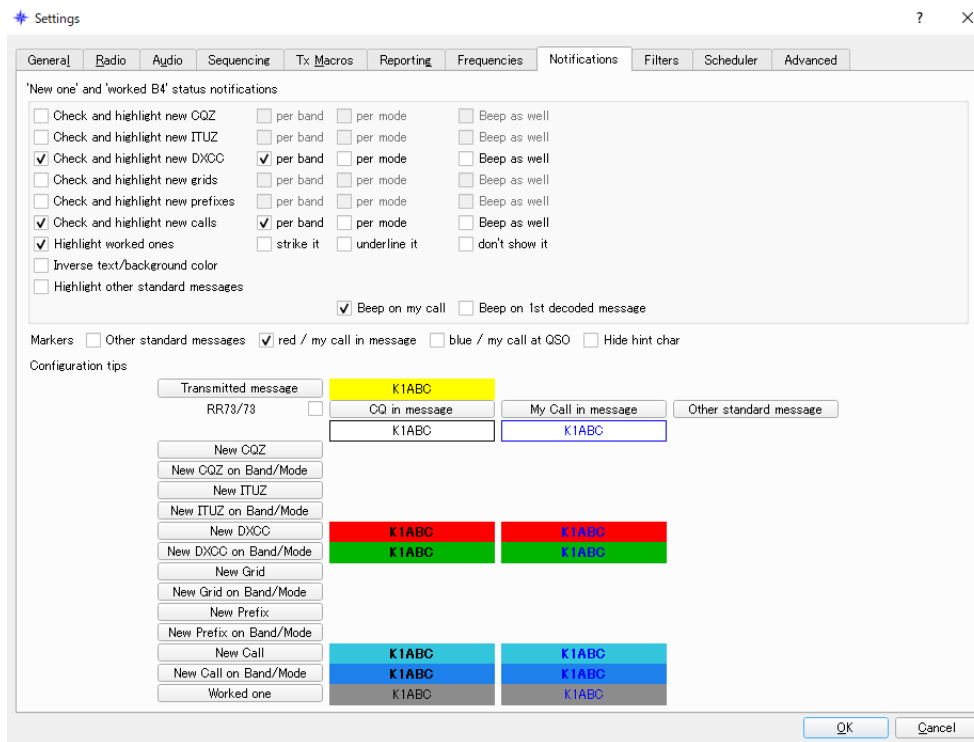 Settings ? ×
General Radio Audio Sequencing Tx Macros Reporting Frequencies Notifications Filters Scheduler Advanced
'New one' and 'worked B4' status notifications
Check and highlight new CQZ per band per mode Beep as well
Check and highlight new ITUZ per band per mode Beep as well
Check and highlight new DXCC per band per mode Beep as well
Check and highlight new grids per band per mode Beep as well
Check and highlight new prefixes per band per mode Beep as well
Check and highlight new calls per band per mode Beep as well
Highlight worked ones strike it underline it don't show it
Inverse text/background color
Highlight other standard messages
Beep on my call Beep on 1st decoded message
Markers Other standard messages red / my call in message blue / my call at QSO Hide hint char
Configuration tips
Transmitted message K1ABC
RR73/73 CQ in message My Call in message Other standard message
K1ABC K1ABC
New CQZ
New CQZ on Band/Mode
New ITUZ
New ITUZ on Band/Mode
New DXCC K1ABC K1ABC
New DXCC on Band/Mode K1ABC K1ABC
New Grid
New Grid on Band/Mode
New Prefix
New Prefix on Band/Mode
New Call K1ABC K1ABC
New Call on Band/Mode K1ABC K1ABC
Worked one K1ABC K1ABC
OK Cancel